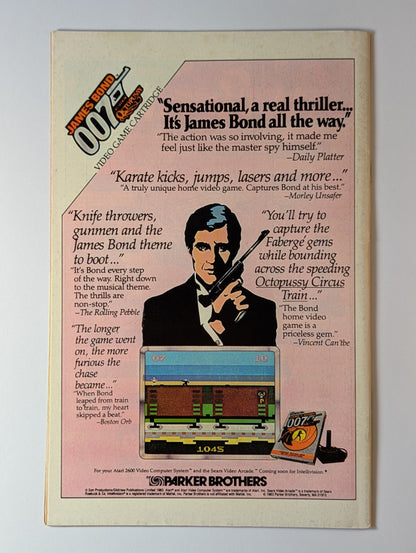 JAMES BOND
007
OCTOPUSSY
VIDEO GAME CARTRIDGE
"Sensational, a real thriller...
It's James Bond all the way."
"The action was so involving, it made me
feel just like the master spy himself."
—Daily Platter
"Karate kicks, jumps, lasers and more..."
"A truly unique home video game. Captures Bond at his best."
—Morley Unsafer
"Knife throwers,
gunmen and the
James Bond theme
to boot..."
"It's Bond every step
of the way. Right down
to the musical theme.
The thrills are
non-stop."
—The Rolling Pebble
"The longer
the game went
on, the more
furious the
chase
became..."
"When Bond
leaped from train
to train, my heart
skipped a beat."
—Boston Orb
"You'll try to
capture the
Fabergé gems
while bounding
across the speeding
Octopussy Circus
Train..."
"The Bond
home video
game is a
priceless gem."
—Vincent Can'tbe
007
1045
007
For your Atari 2600 Video Computer System™ and the Sears Video Arcade.™ Coming soon for Intellivision.®
PARKER BROTHERS